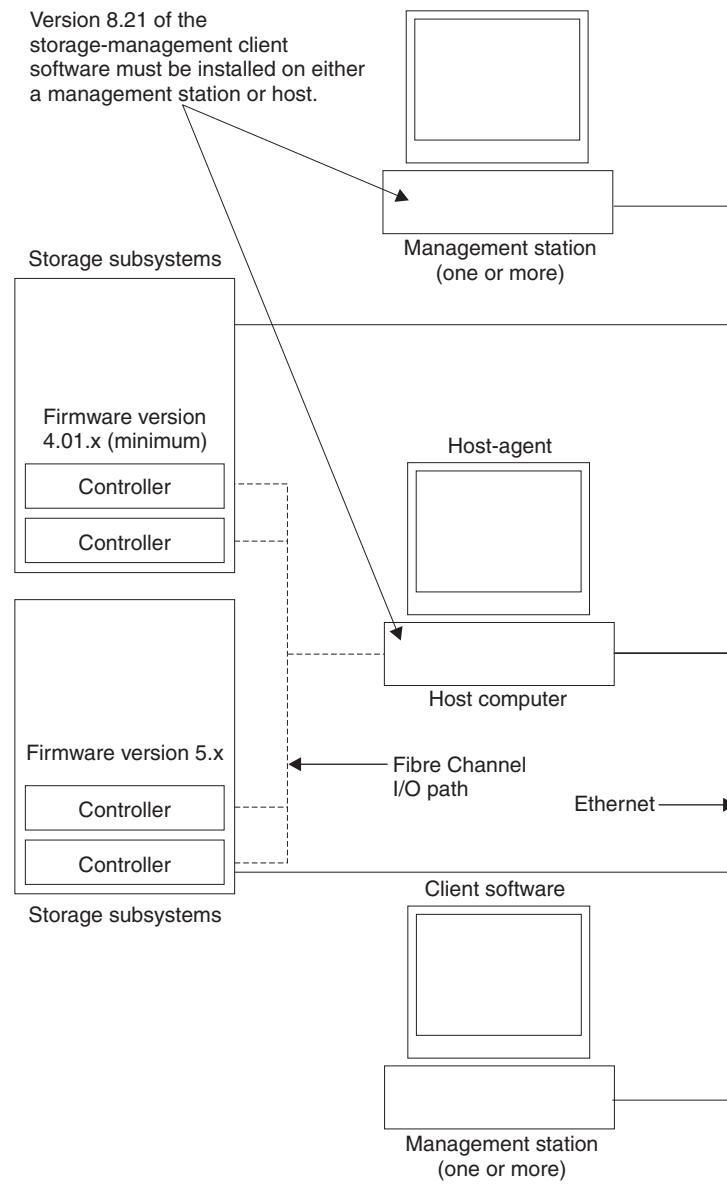 Version 8.21 of the
storage-management client
software must be installed on either
a management station or host.
Management station
(one or more)
Storage subsystems
Firmware version
4.01.x (minimum)
Controller
Controller
Host-agent
Host computer
Firmware version 5.x
Controller
Controller
Fibre Channel
I/O path
Ethernet
Storage subsystems
Client software
Management station
(one or more)